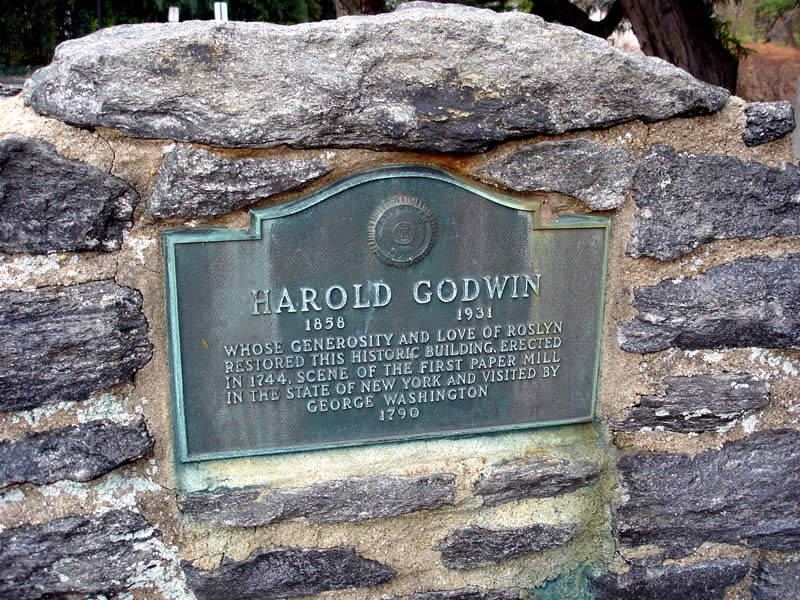 HAROLD GODWIN
1858 1931
WHOSE GENEROSITY AND LOVE OF ROSLYN
RESTORED THIS HISTORIC BUILDING, ERECTED
IN 1744. SCENE OF THE FIRST PAPER MILL
IN THE STATE OF NEW YORK AND VISITED BY
GEORGE WASHINGTON
1790